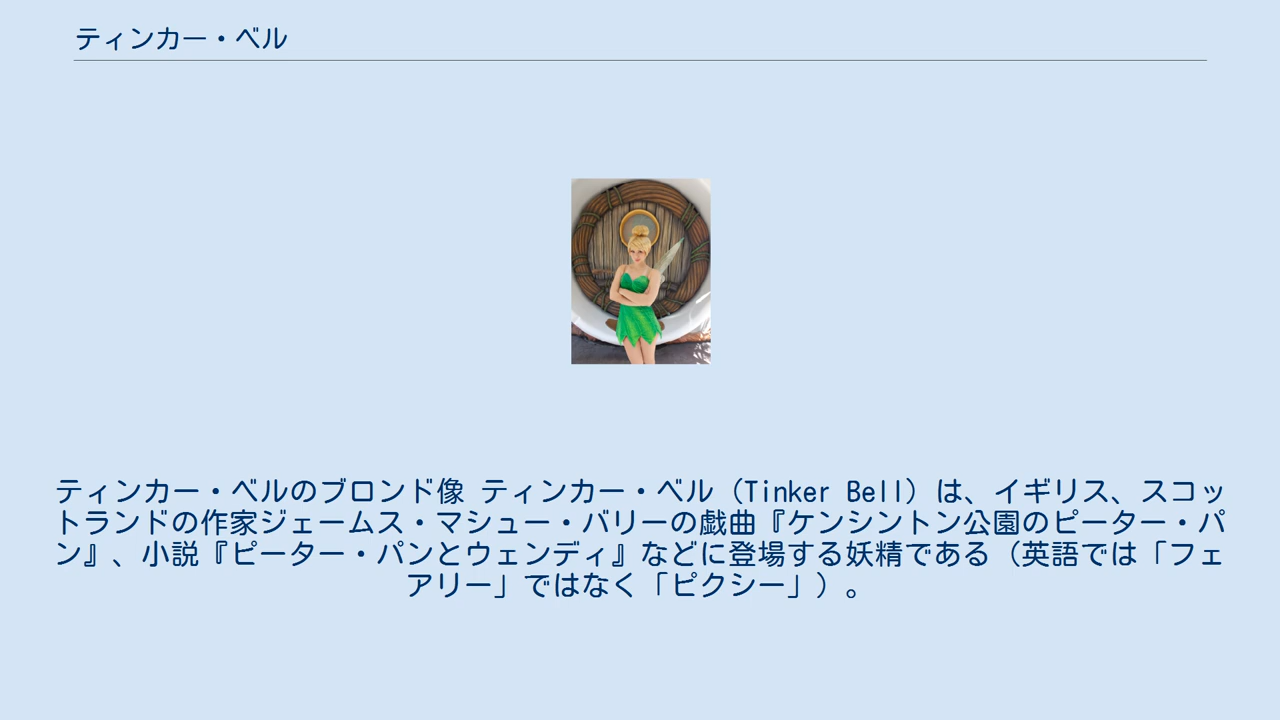 ティンカー・ベル
ティンカー・ベルのブロンド像 ティンカー・ベル（Tinker Bell）は、イギリス、スコッ
トランドの作家ジェームス・マシュー・バリーの戯曲『ケンシントン公園のピーター・パ
ン』、小説『ピーター・パンとウェンディ』などに登場する妖精である（英語では「フェ
アリー」ではなく「ピクシー」）。